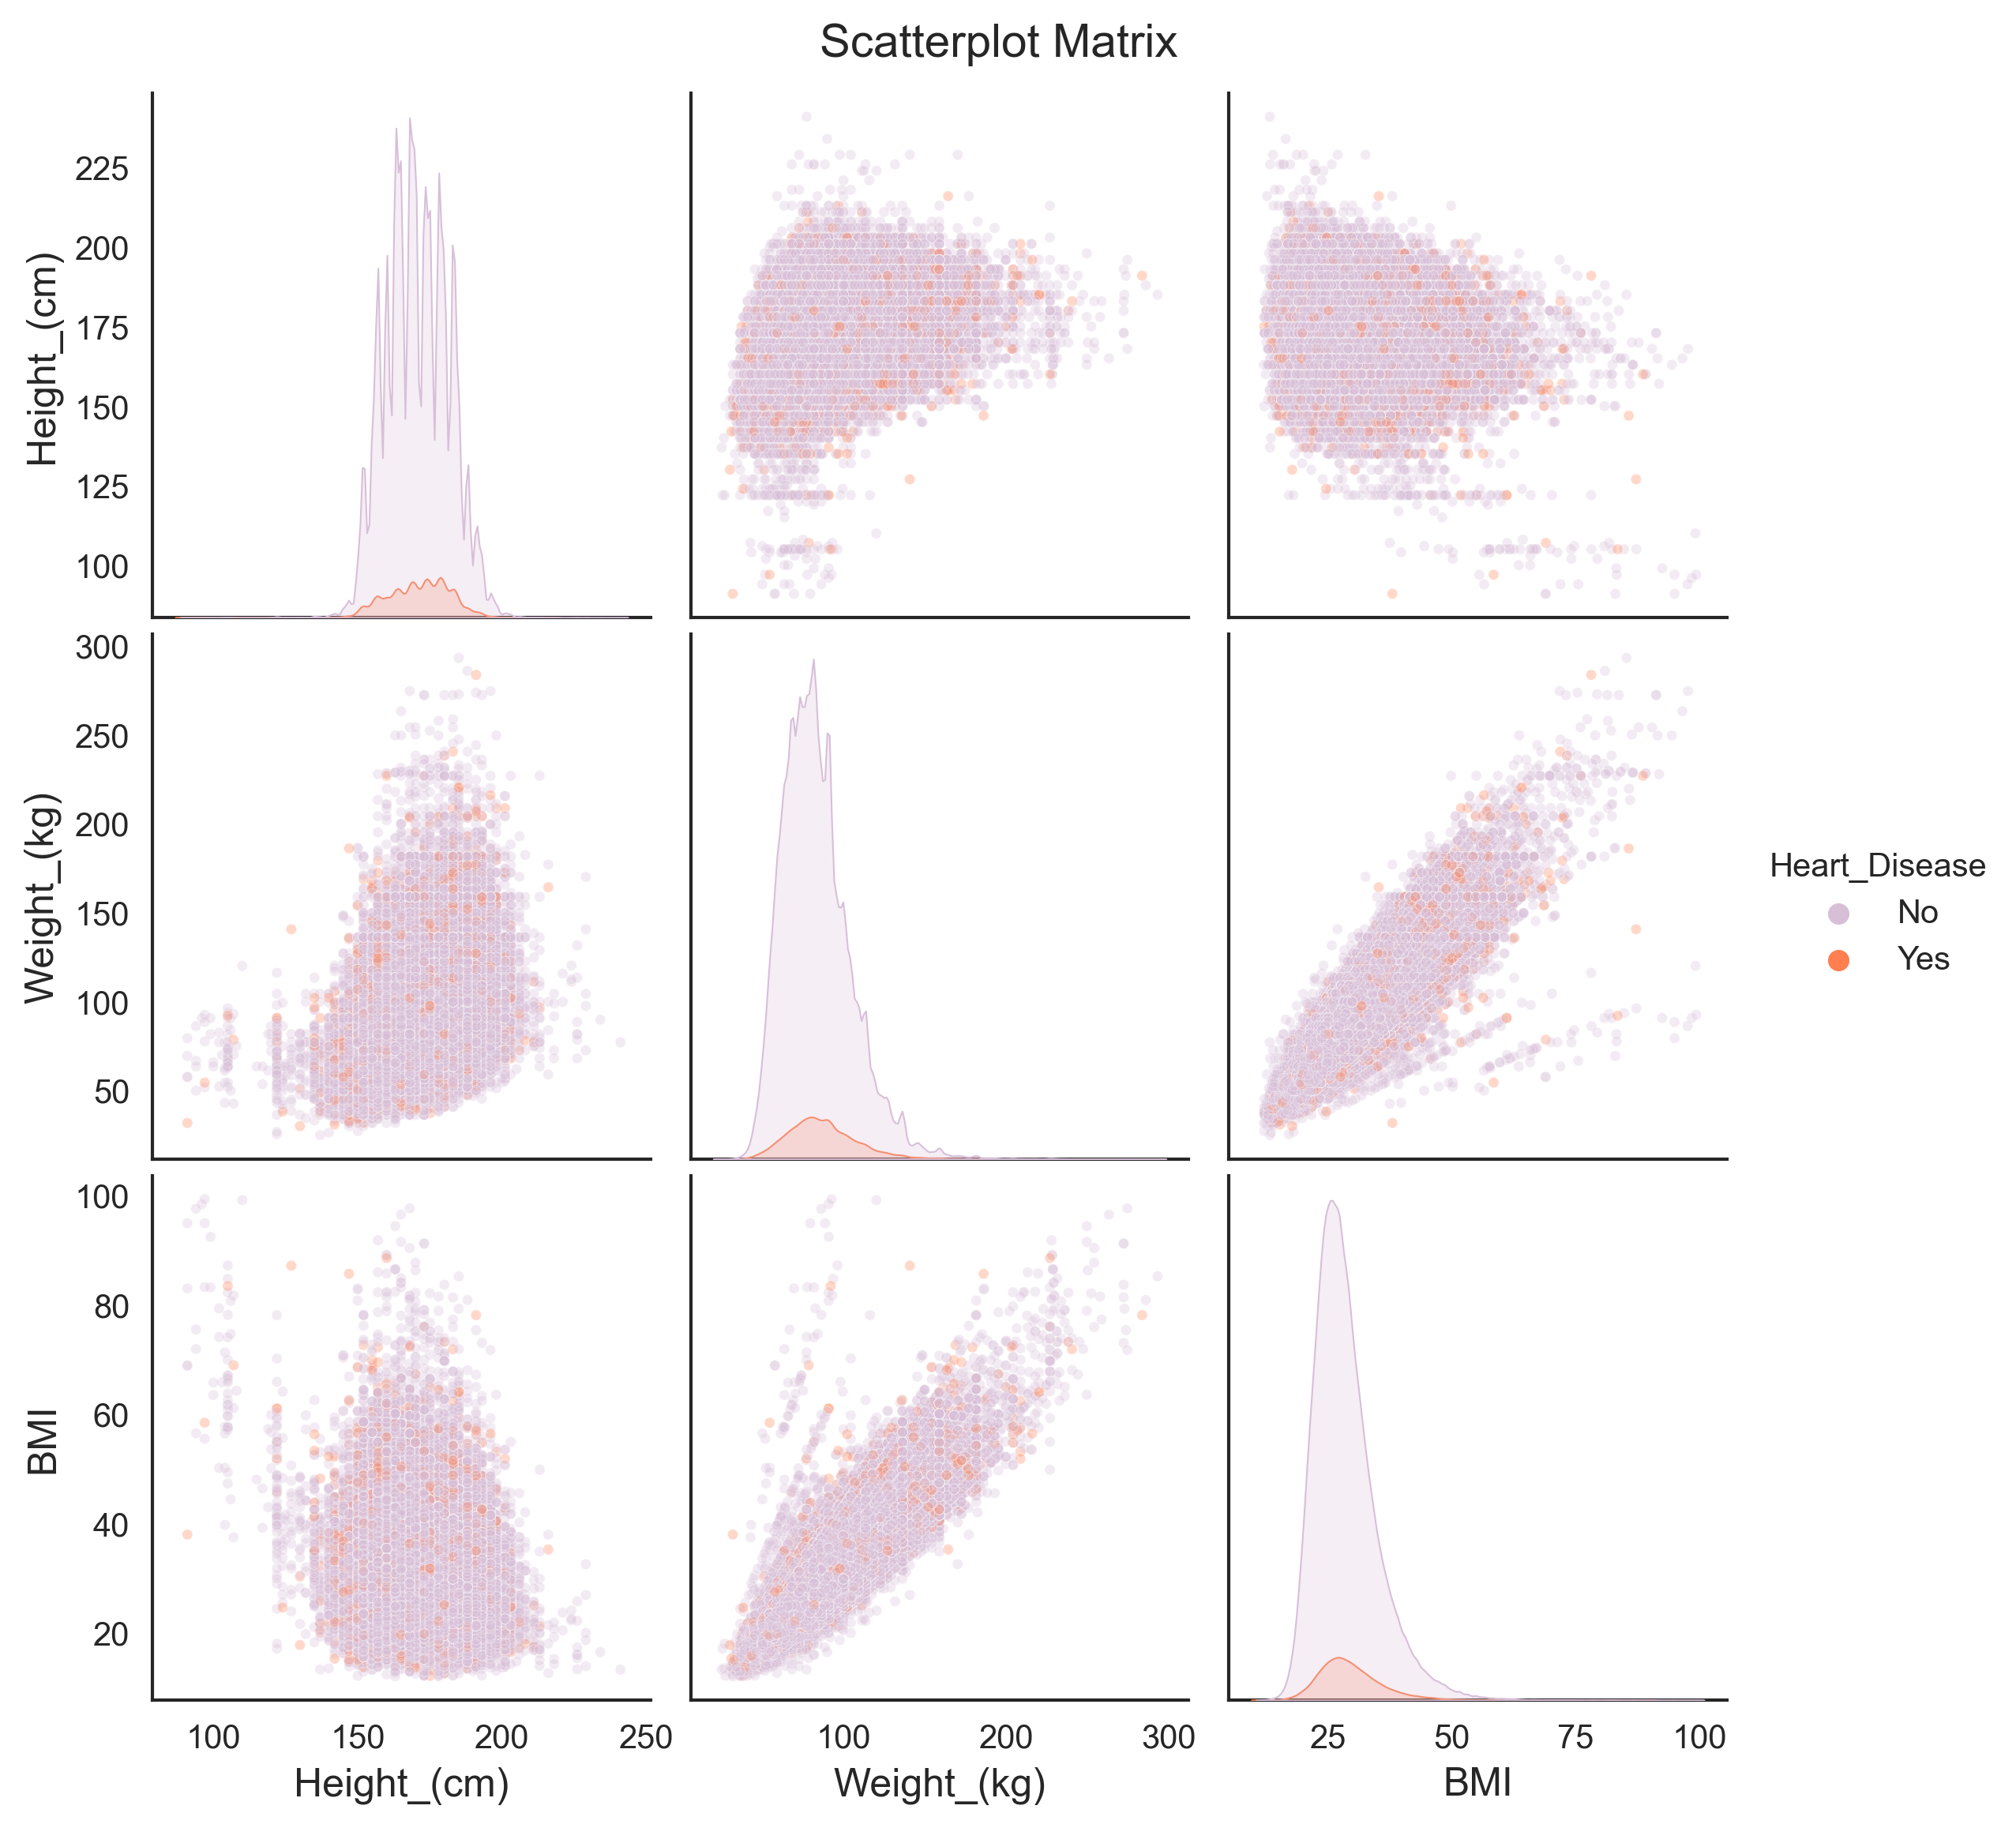 Scatterplot Matrix
225
200
175
150
125
100
Height_(cm)
300
250
200
150
100
50
Weight_(kg)
Heart_Disease
No
Yes
100
80
60
40
20
BMI
100 150 200 250 100 200 300 25 50 75 100
Height_(cm) Weight_(kg) BMI